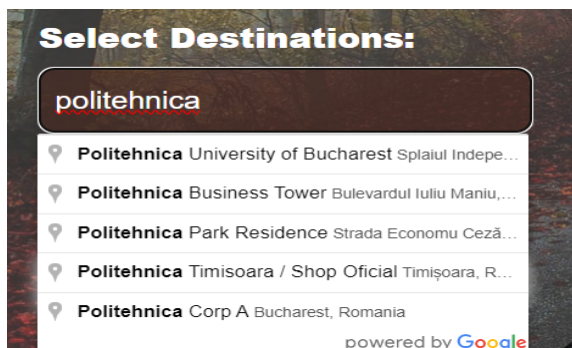 Select Destinations:
politehnica
Politehnica University of Bucharest Splaiul Indepe...
Politehnica Business Tower Bulevardul Iuliu Maniu,...
Politehnica Park Residence Strada Economu Ceză...
Politehnica Timisoara / Shop Oficial Timișoara, R...
Politehnica Corp A Bucharest, Romania
powered by Google